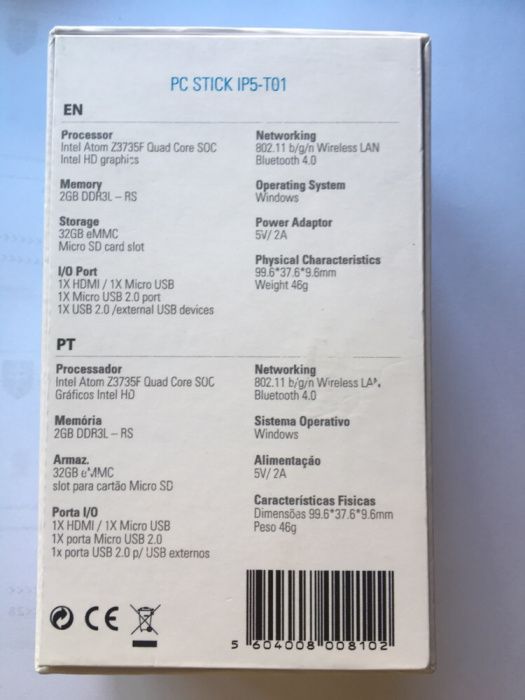 PC STICK IP5-T01
EN
Processor
Intel Atom Z3735F Quad Core SOC
Intel HD graphics
Memory
2GB DDR3L – RS
Storage
32GB eMMC
Micro SD card slot
I/O Port
1X HDMI / 1X Micro USB
1X Micro USB 2.0 port
1X USB 2.0 /external USB devices
Networking
802.11 b/g/n Wireless LAN
Bluetooth 4.0
Operating System
Windows
Power Adaptor
5V/ 2A
Physical Characteristics
99.6*37.6*9.6mm
Weight 46g
PT
Processador
Intel Atom Z3735F Quad Core SOC
Gráficos Intel HD
Memória
2GB DDR3L – RS
Armaz.
32GB eMMC
slot para cartão Micro SD
Porta I/O
1X HDMI / 1X Micro USB
1X porta Micro USB 2.0
1x porta USB 2.0 p/ USB externos
Networking
802.11 b/g/n Wireless LAN
Bluetooth 4.0
Sistema Operativo
Windows
Alimentação
5V/ 2A
Características Fisicas
Dimensões 99.6*37.6*9.6mm
Peso 46g
CE
5 604008 008102